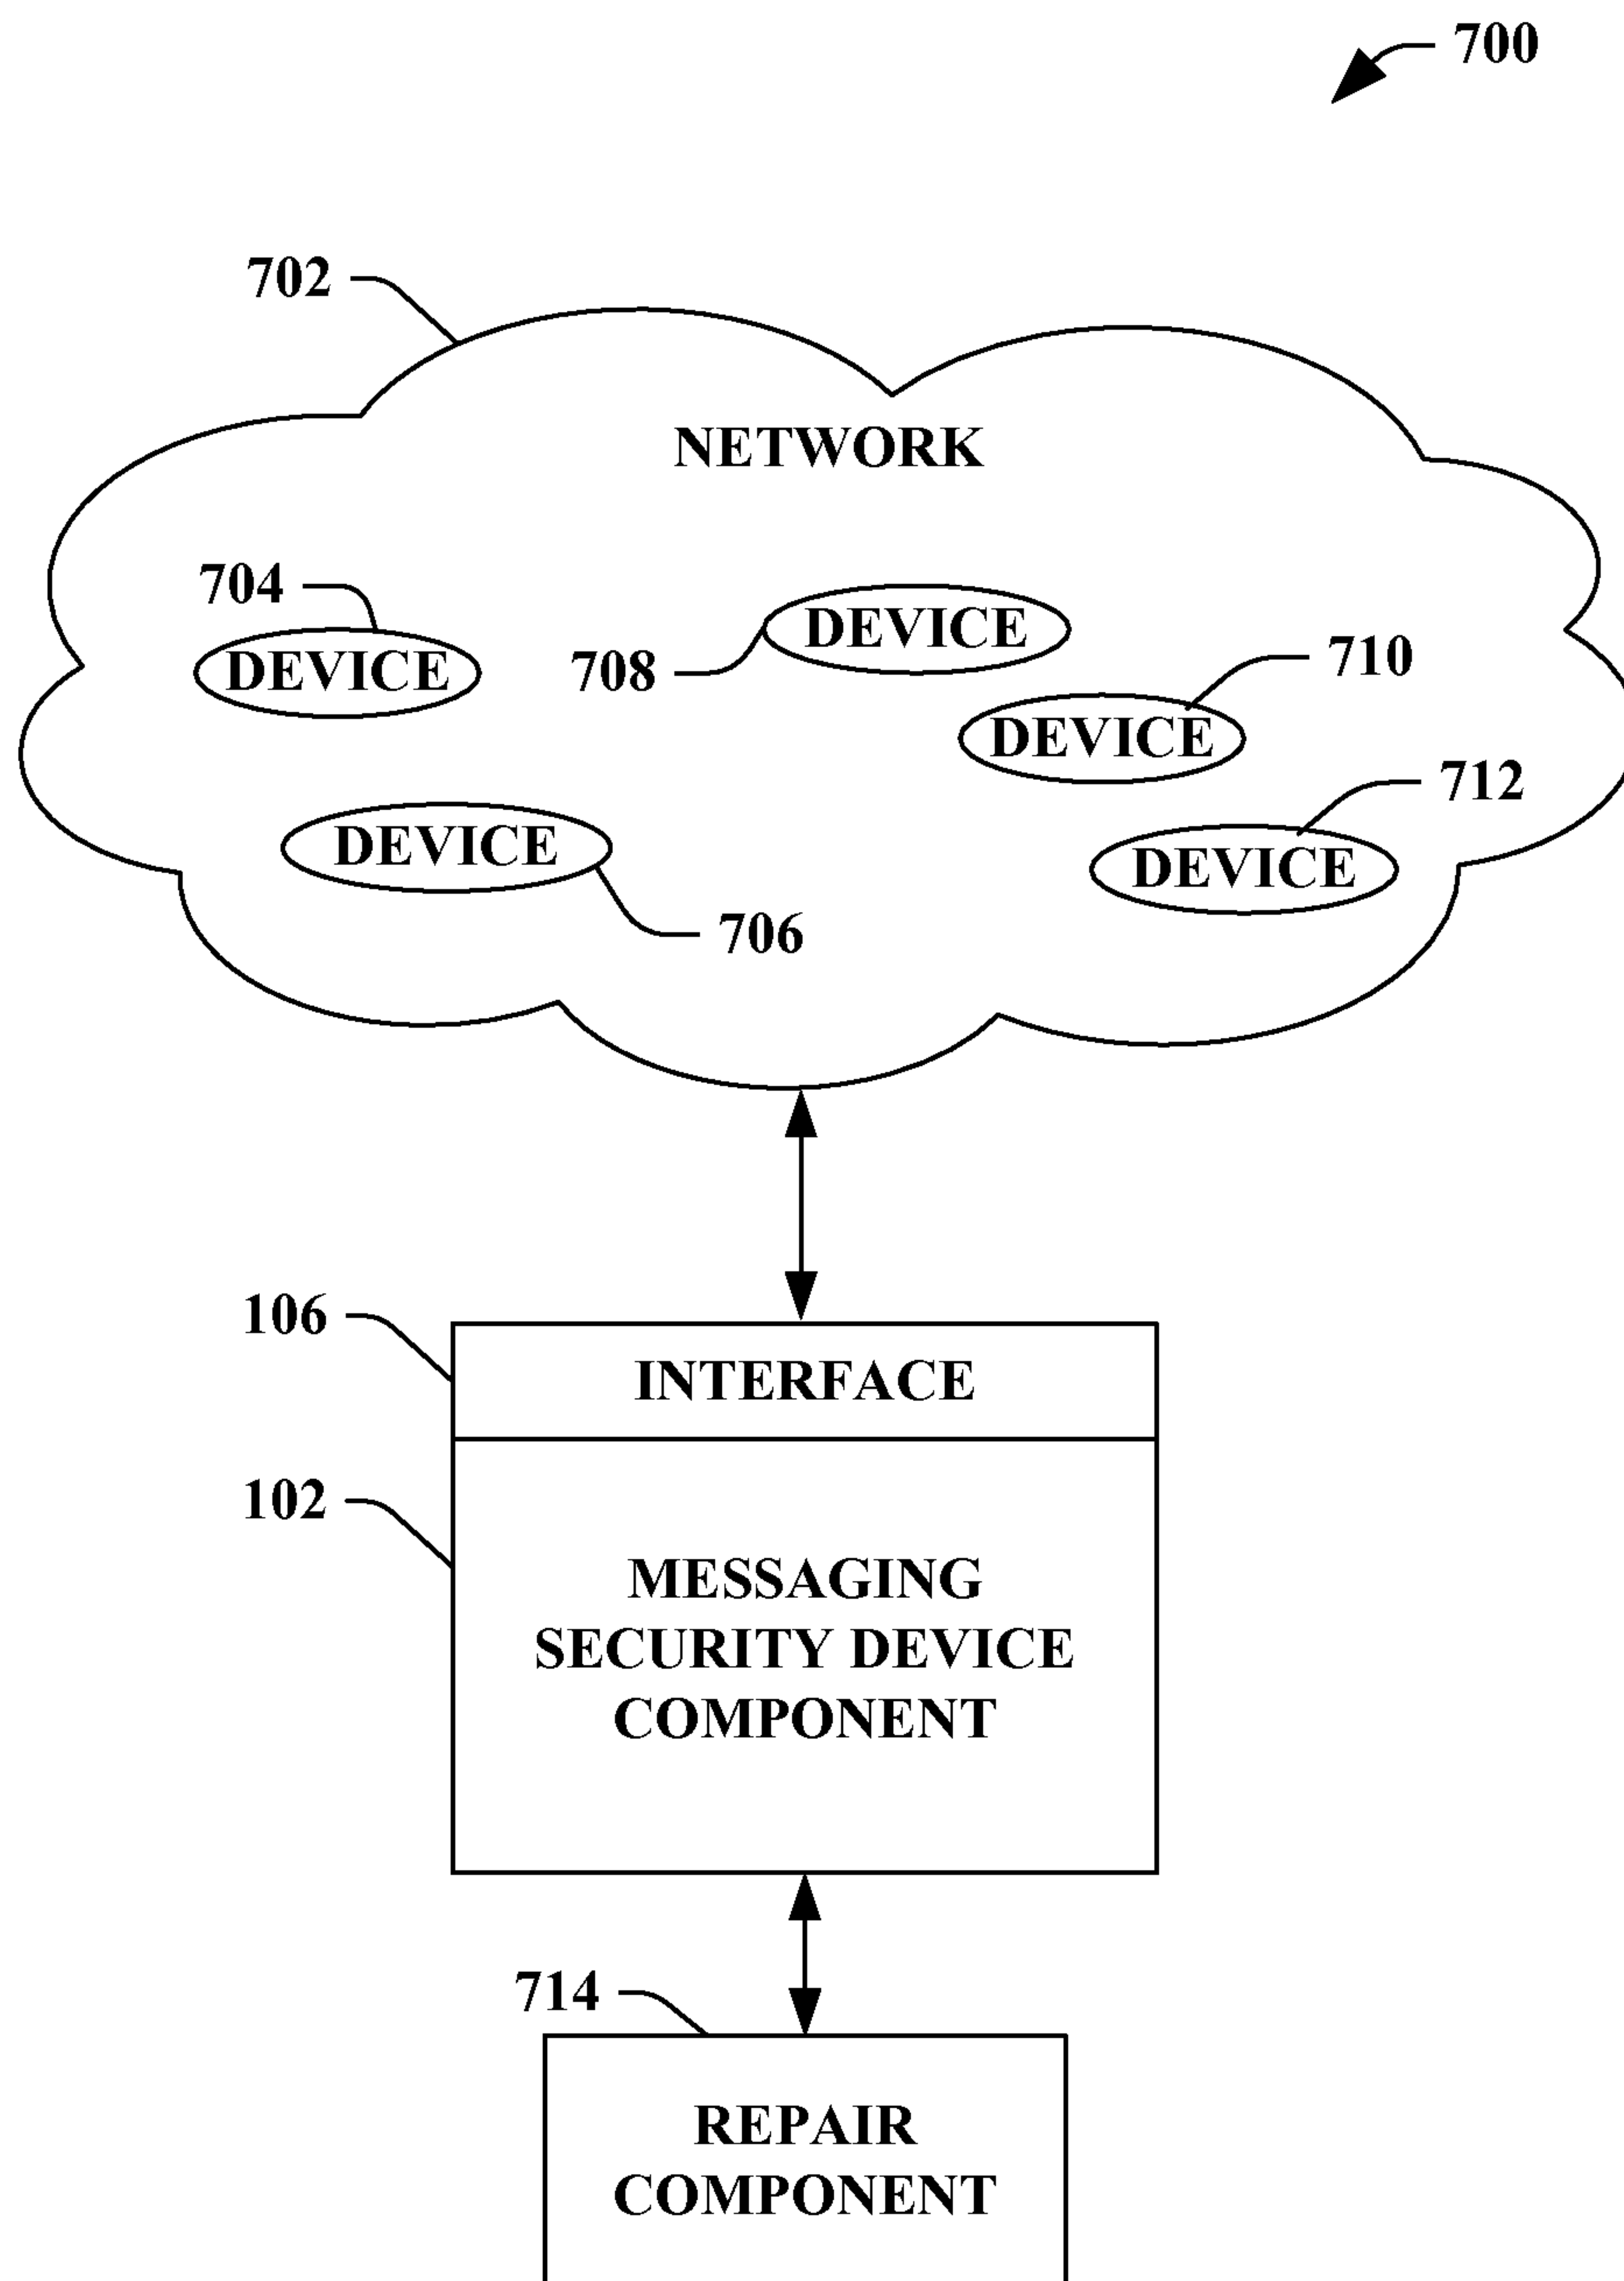 700
702
NETWORK
704
DEVICE
708
DEVICE
710
DEVICE
712
DEVICE
DEVICE
706
106
INTERFACE
102
MESSAGING
SECURITY DEVICE
COMPONENT
714
REPAIR
COMPONENT